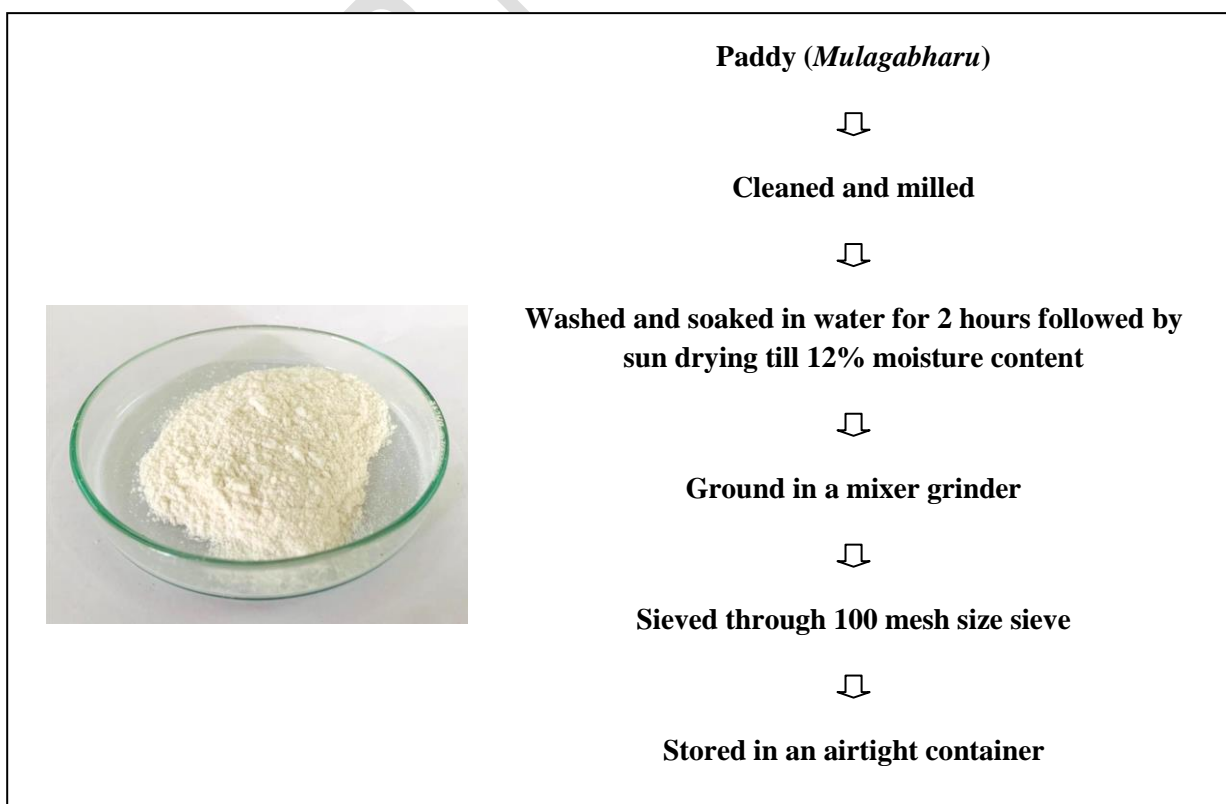 Paddy (Mulagabharu)
Cleaned and milled
Washed and soaked in water for 2 hours followed by
sun drying till 12% moisture content
Ground in a mixer grinder
Sieved through 100 mesh size sieve
Stored in an airtight container